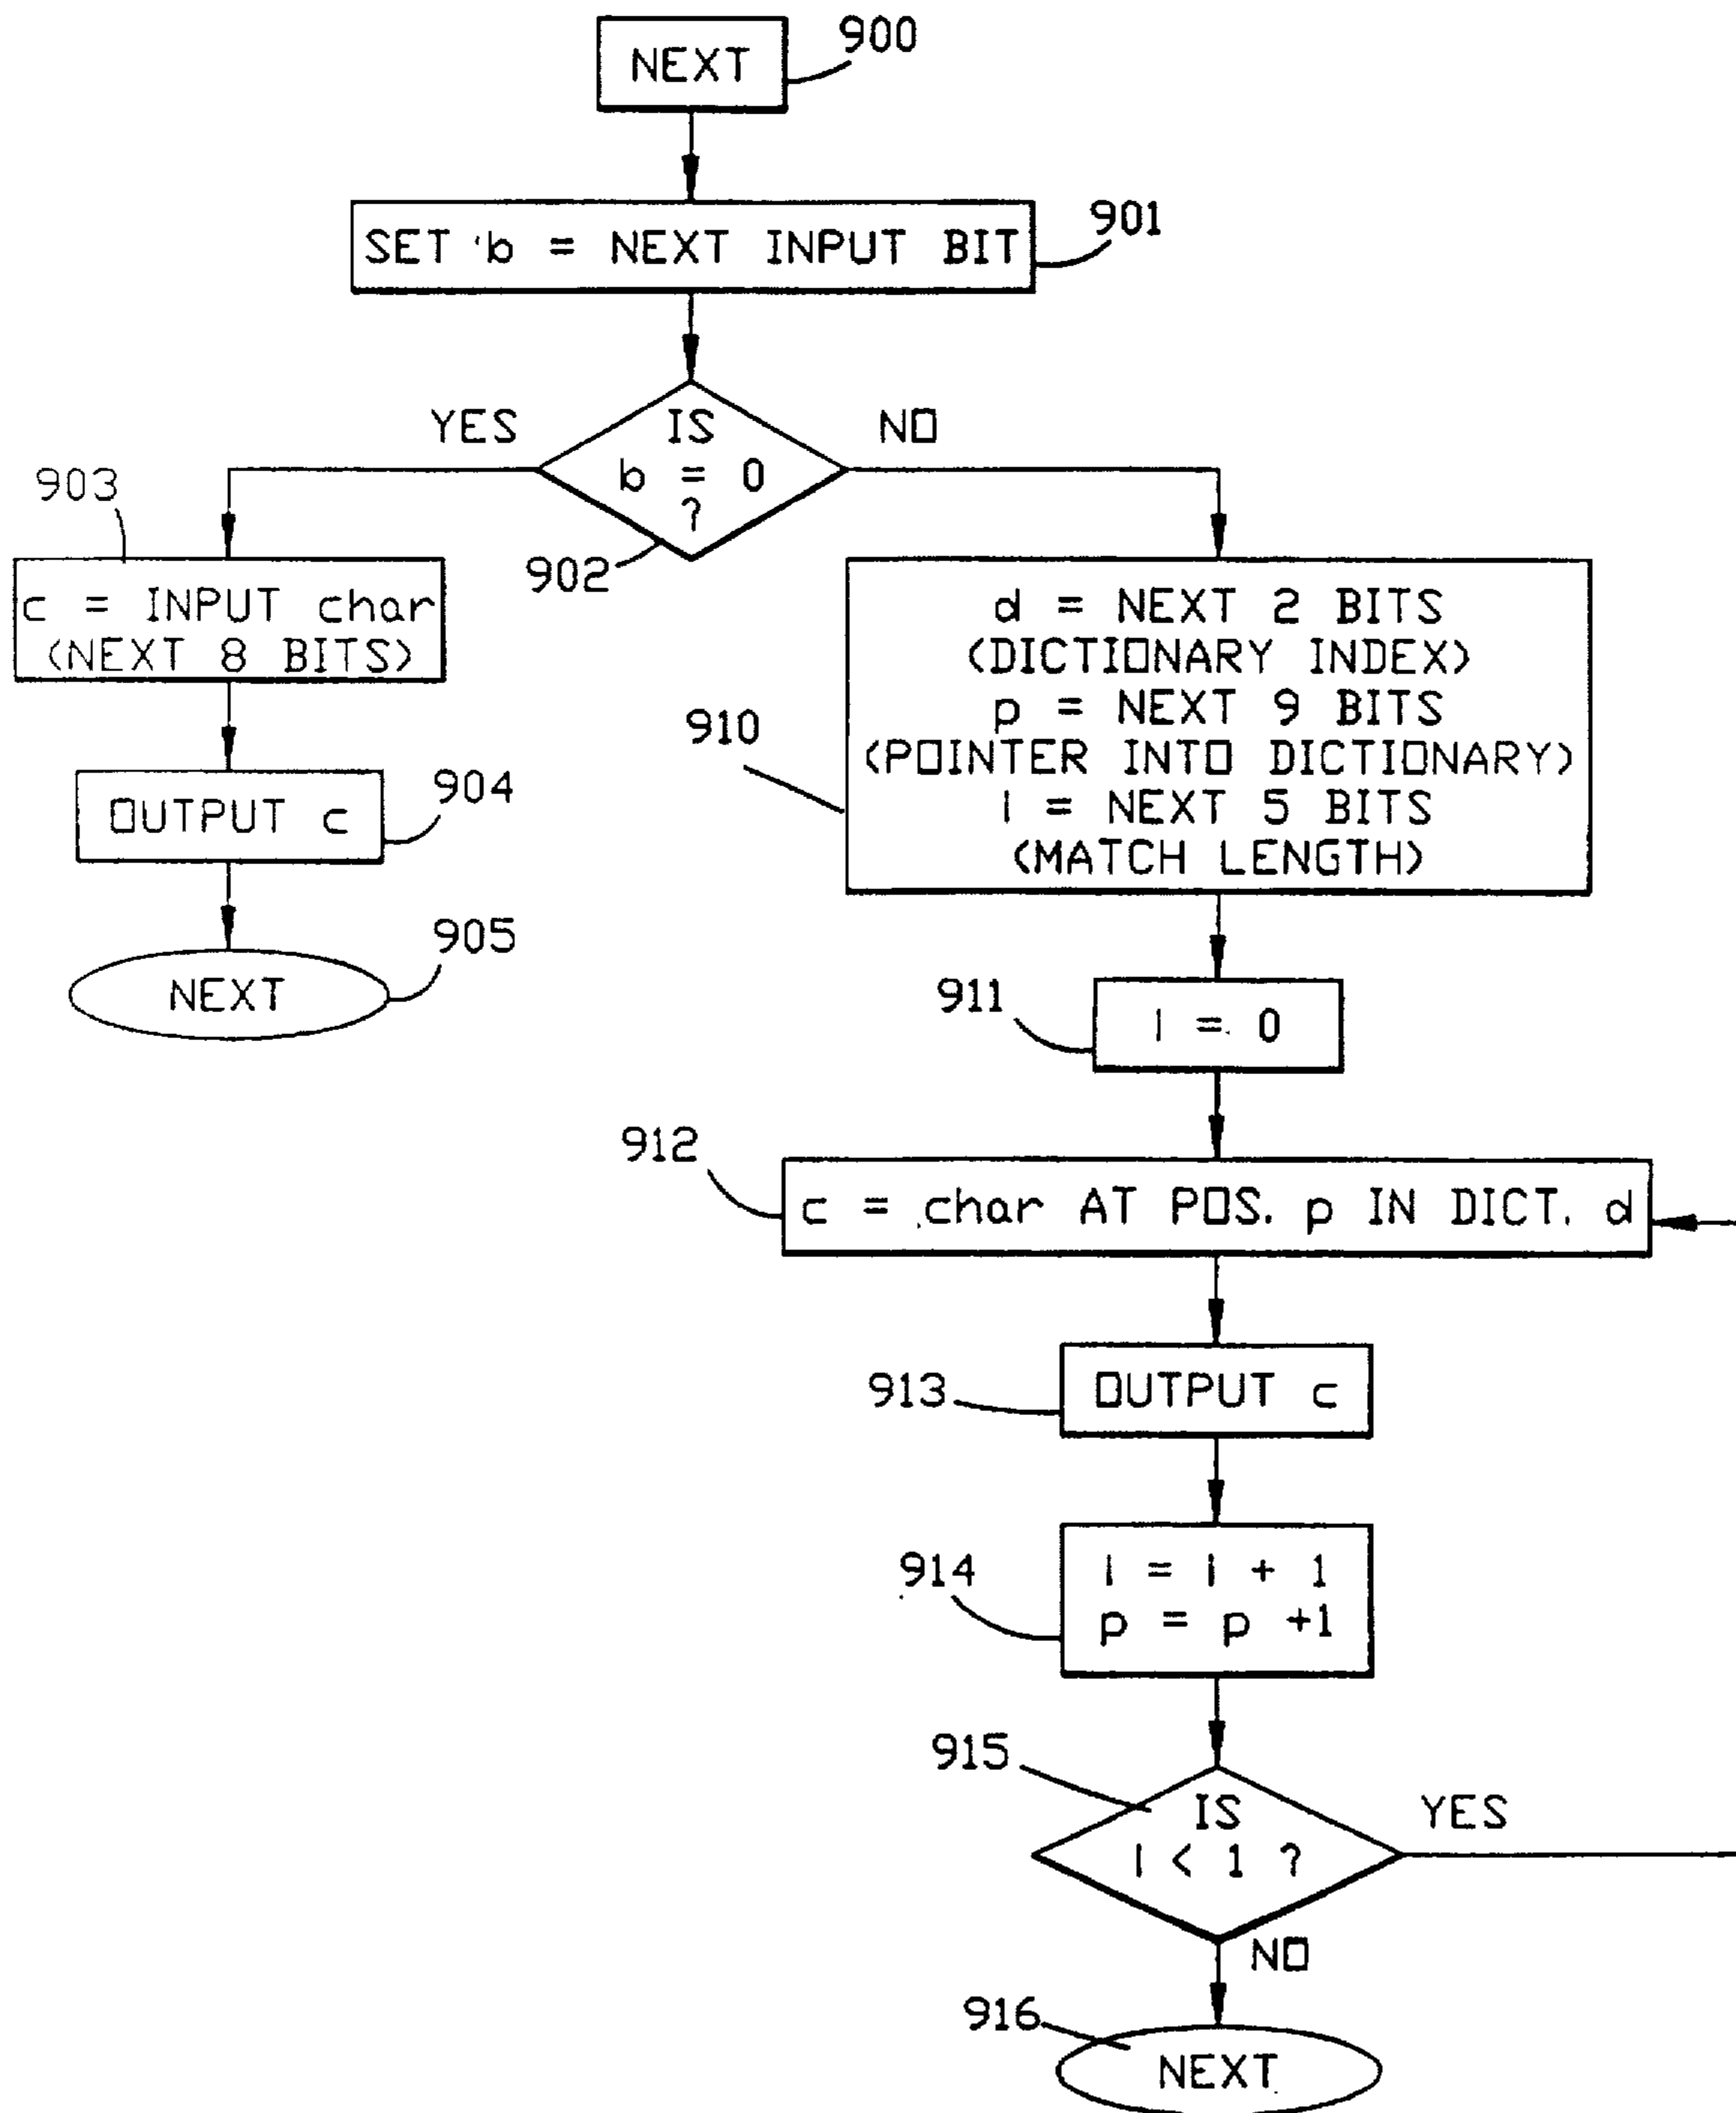 NEXT
900
SET b = NEXT INPUT BIT
901
YES
IS
b = 0
?
NO
902
903
c = INPUT char
(NEXT 8 BITS)
OUTPUT c
904
NEXT
905
910
d = NEXT 2 BITS
(DICTIONARY INDEX)
p = NEXT 9 BITS
(POINTER INTO DICTIONARY)
l = NEXT 5 BITS
(MATCH LENGTH)
911
i = 0
912
c = char AT POS. p IN DICT. d
913
OUTPUT c
914
i = i + 1
p = p +1
915
IS
i < l ?
YES
NO
916
NEXT